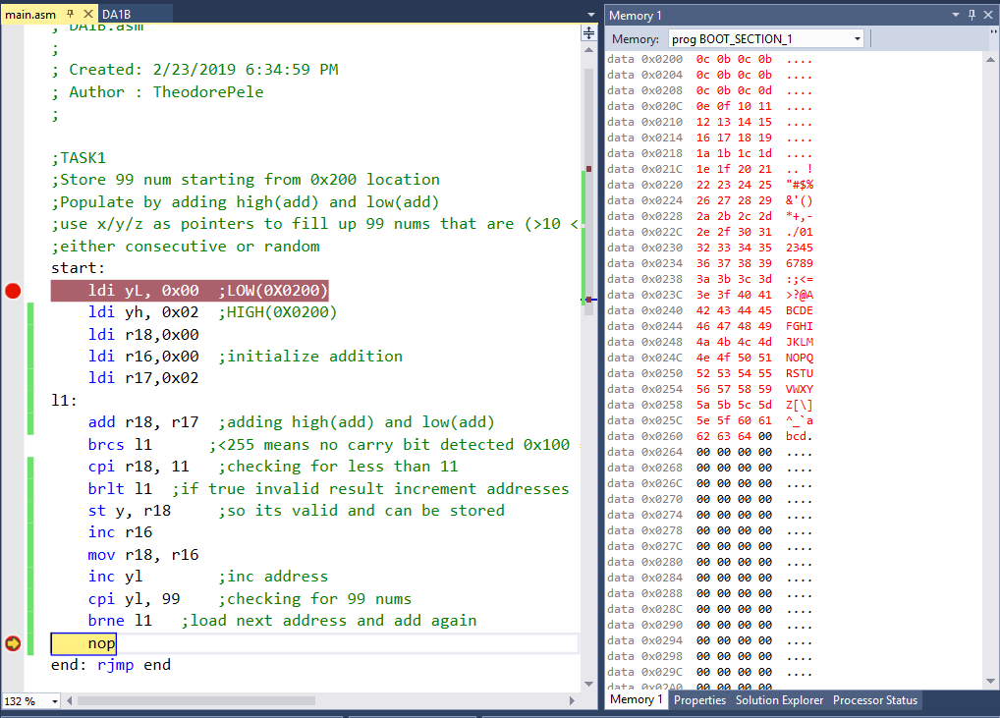 main.asm
DA1B
; DA1B.asm
;
; Created: 2/23/2019 6:34:59 PM
; Author : TheodorePele
;
;TASK1
;Store 99 num starting from 0x200 location
;Populate by adding high(add) and low(add)
;use x/y/z as pointers to fill up 99 nums that are (>10 <
;either consecutive or random
start:
ldi yL, 0x00 ;LOW(0X0200)
ldi yh, 0x02 ;HIGH(0X0200)
ldi r18,0x00
ldi r16,0x00 ;initialize addition
ldi r17,0x02
l1:
add r18, r17 ;adding high(add) and low(add)
brcs l1 ;<255 means no carry bit detected 0x100
cpi r18, 11 ;checking for less than 11
brlt l1 ;if true invalid result increment addresses
st y, r18 ;so its valid and can be stored
inc r16
mov r18, r16
inc yl ;inc address
cpi yl, 99 ;checking for 99 nums
brne l1 ;load next address and add again
nop
end: rjmp end
132 %
Memory 1
Memory: prog BOOT_SECTION_1
data 0x0200 0c 0b 0c 0b ....
data 0x0204 0c 0b 0c 0b ....
data 0x0208 0c 0b 0c 0d ....
data 0x020C 0e 0f 10 11 ....
data 0x0210 12 13 14 15 ....
data 0x0214 16 17 18 19 ....
data 0x0218 1a 1b 1c 1d ....
data 0x021C 1e 1f 20 21 .. !
data 0x0220 22 23 24 25 "#$%
data 0x0224 26 27 28 29 &'()
data 0x0228 2a 2b 2c 2d *+,-
data 0x022C 2e 2f 30 31 ./01
data 0x0230 32 33 34 35 2345
data 0x0234 36 37 38 39 6789
data 0x0238 3a 3b 3c 3d :;<=
data 0x023C 3e 3f 40 41 >?@A
data 0x0240 42 43 44 45 BCDE
data 0x0244 46 47 48 49 FGHI
data 0x0248 4a 4b 4c 4d JKLM
data 0x024C 4e 4f 50 51 NOPQ
data 0x0250 52 53 54 55 RSTU
data 0x0254 56 57 58 59 VWXY
data 0x0258 5a 5b 5c 5d Z[\]
data 0x025C 5e 5f 60 61 ^_`a
data 0x0260 62 63 64 00 bcd.
data 0x0264 00 00 00 00 ....
data 0x0268 00 00 00 00 ....
data 0x026C 00 00 00 00 ....
data 0x0270 00 00 00 00 ....
data 0x0274 00 00 00 00 ....
data 0x0278 00 00 00 00 ....
data 0x027C 00 00 00 00 ....
data 0x0280 00 00 00 00 ....
data 0x0284 00 00 00 00 ....
data 0x0288 00 00 00 00 ....
data 0x028C 00 00 00 00 ....
data 0x0290 00 00 00 00 ....
data 0x0294 00 00 00 00 ....
data 0x0298 00 00 00 00 ....
data 0x029C 00 00 00 00 ....
data 0x02A0 00 00 00 00 ....
Memory 1 Properties Solution Explorer Processor Status